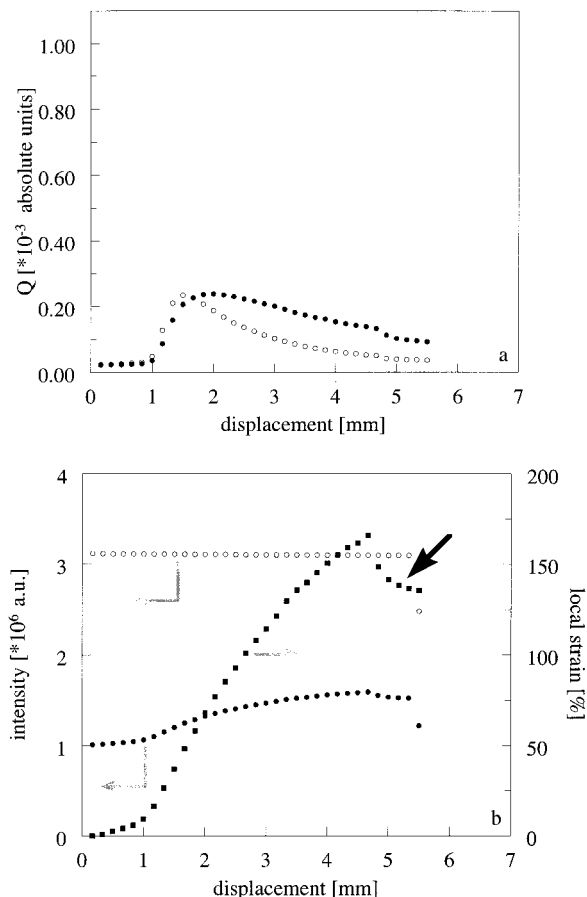 1.00
0.80
0.60
0.40
0.20
0.00
Q [*10-3 absolute units]
0 1 2 3 4 5 6 7
displacement [mm]
a
4
3
2
1
0
intensity [*10⁶ a.u.]
200
150
100
50
0
local strain [%]
b
0 1 2 3 4 5 6 7
displacement [mm]